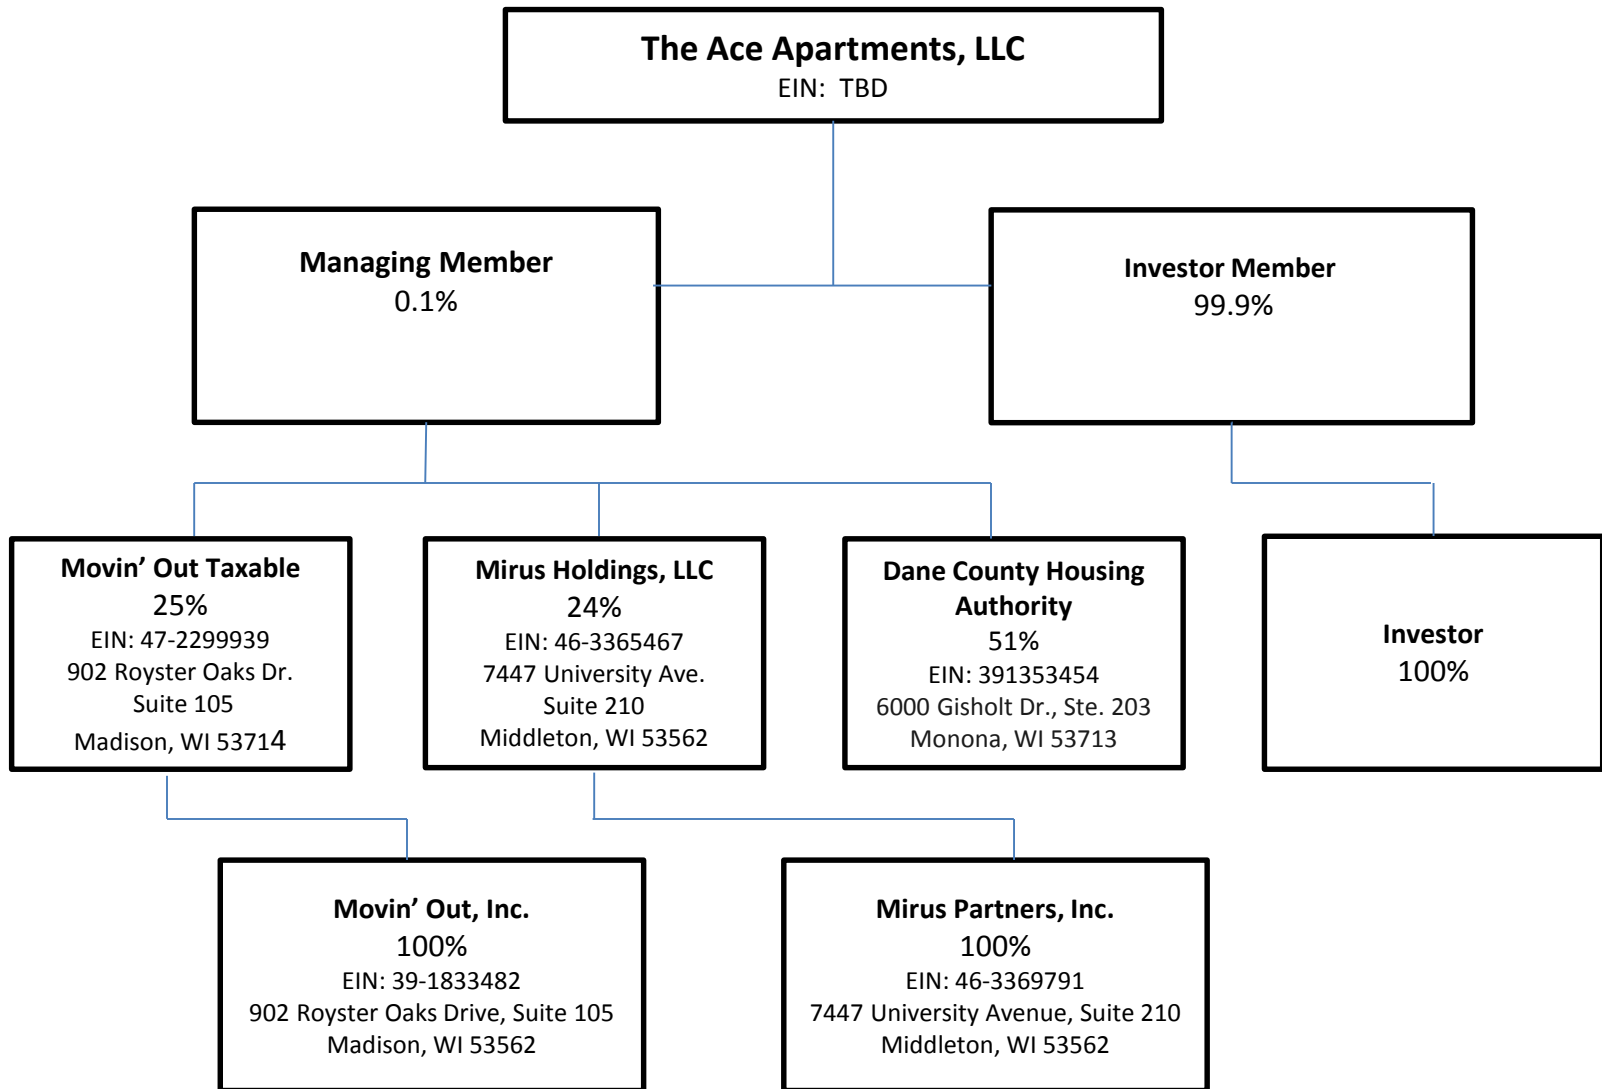 The Ace Apartments, LLC
EIN:  TBD
Managing Member
0.1%
Investor Member
99.9%
Movin’ Out Taxable
25%
EIN: 47-2299939
902 Royster Oaks Dr.
Suite 105
Madison, WI 53714
Mirus Holdings, LLC
24%
EIN: 46-3365467
7447 University Ave.
Suite 210
Middleton, WI 53562
Dane County Housing
Authority
51%
EIN: 391353454
6000 Gisholt Dr., Ste. 203
Monona, WI 53713
Investor
100%
Movin’ Out, Inc.
100%
EIN: 39-1833482
902 Royster Oaks Drive, Suite 105
Madison, WI 53562
Mirus Partners, Inc.
100%
EIN: 46-3369791
7447 University Avenue, Suite 210
Middleton, WI 53562